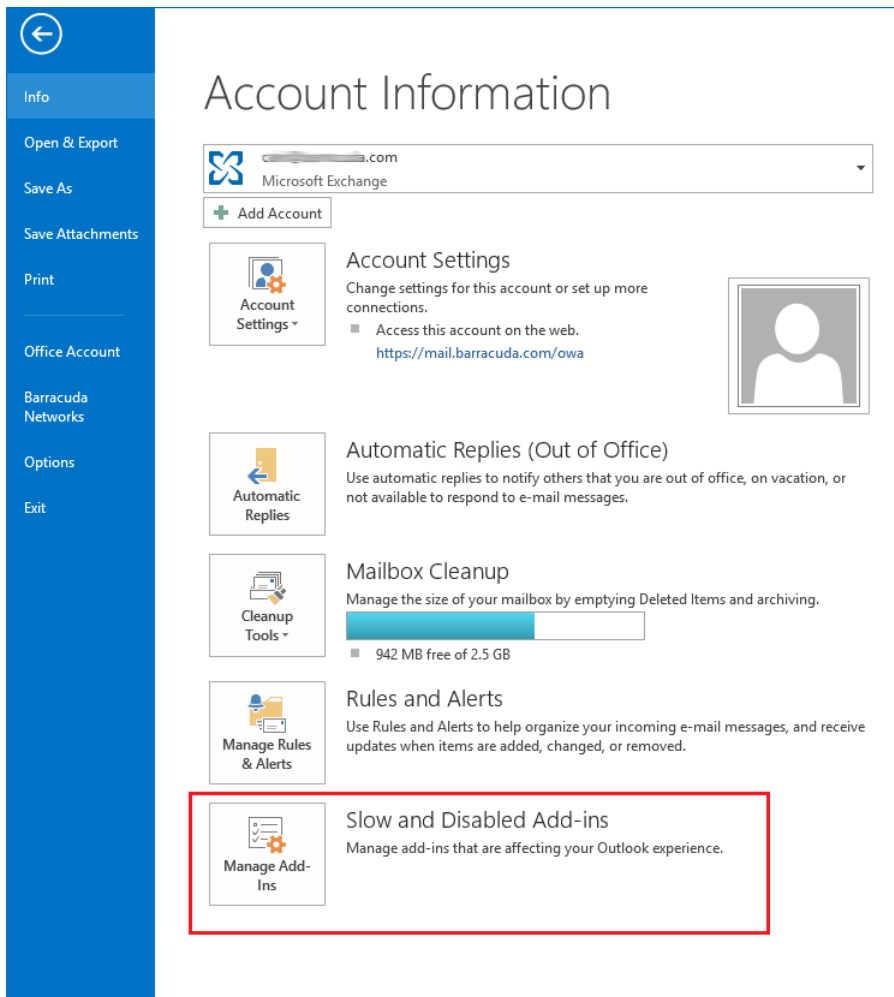 Info
Open & Export
Save As
Save Attachments
Print
Office Account
Barracuda
Networks
Options
Exit
Account Information
.com
Microsoft Exchange
Add Account
Account
Settings
Account Settings
Change settings for this account or set up more
connections.
Access this account on the web.
https://mail.barracuda.com/owa
Automatic
Replies
Automatic Replies (Out of Office)
Use automatic replies to notify others that you are out of office, on vacation, or
not available to respond to e-mail messages.
Cleanup
Tools
Mailbox Cleanup
Manage the size of your mailbox by emptying Deleted Items and archiving.
942 MB free of 2.5 GB
Manage Rules
& Alerts
Rules and Alerts
Use Rules and Alerts to help organize your incoming e-mail messages, and receive
updates when items are added, changed, or removed.
Manage Add-
Ins
Slow and Disabled Add-ins
Manage add-ins that are affecting your Outlook experience.